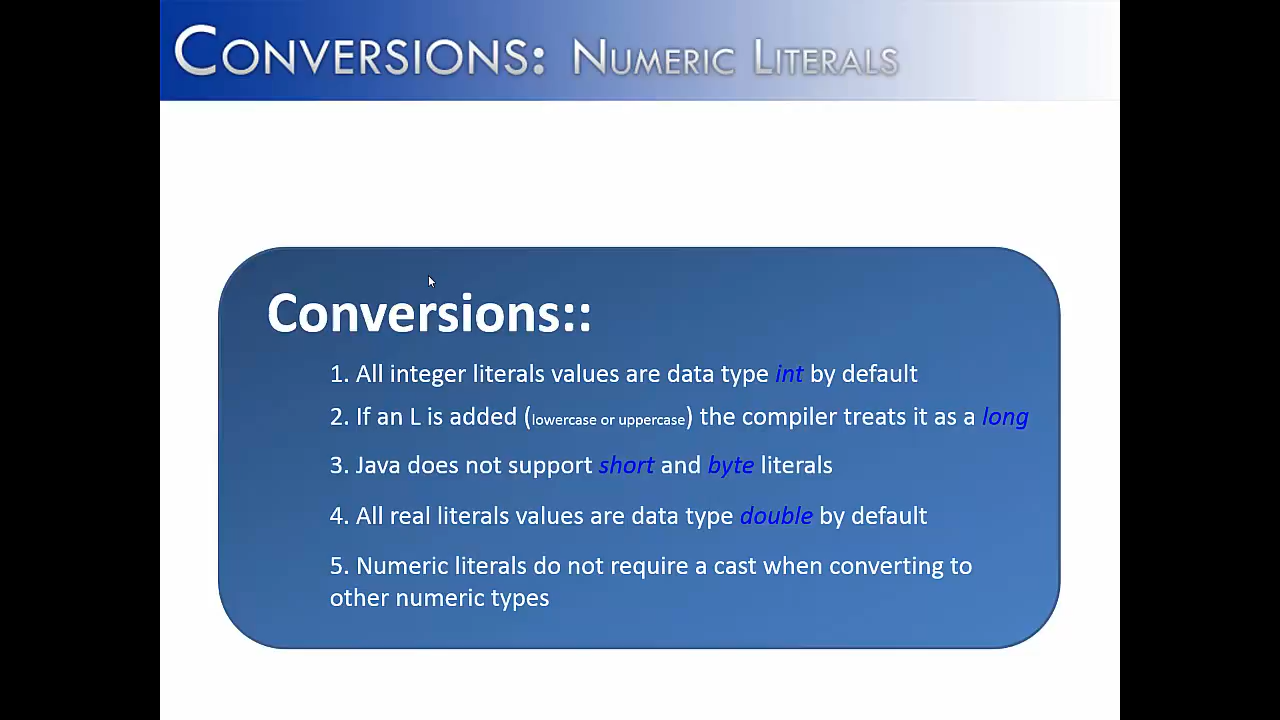 CONVERSIONS: NUMERIC LITERALS
Conversions::
1. All integer literals values are data type int by default
2. If an L is added (lowercase or uppercase) the compiler treats it as a long
3. Java does not support short and byte literals
4. All real literals values are data type double by default
5. Numeric literals do not require a cast when converting to
other numeric types